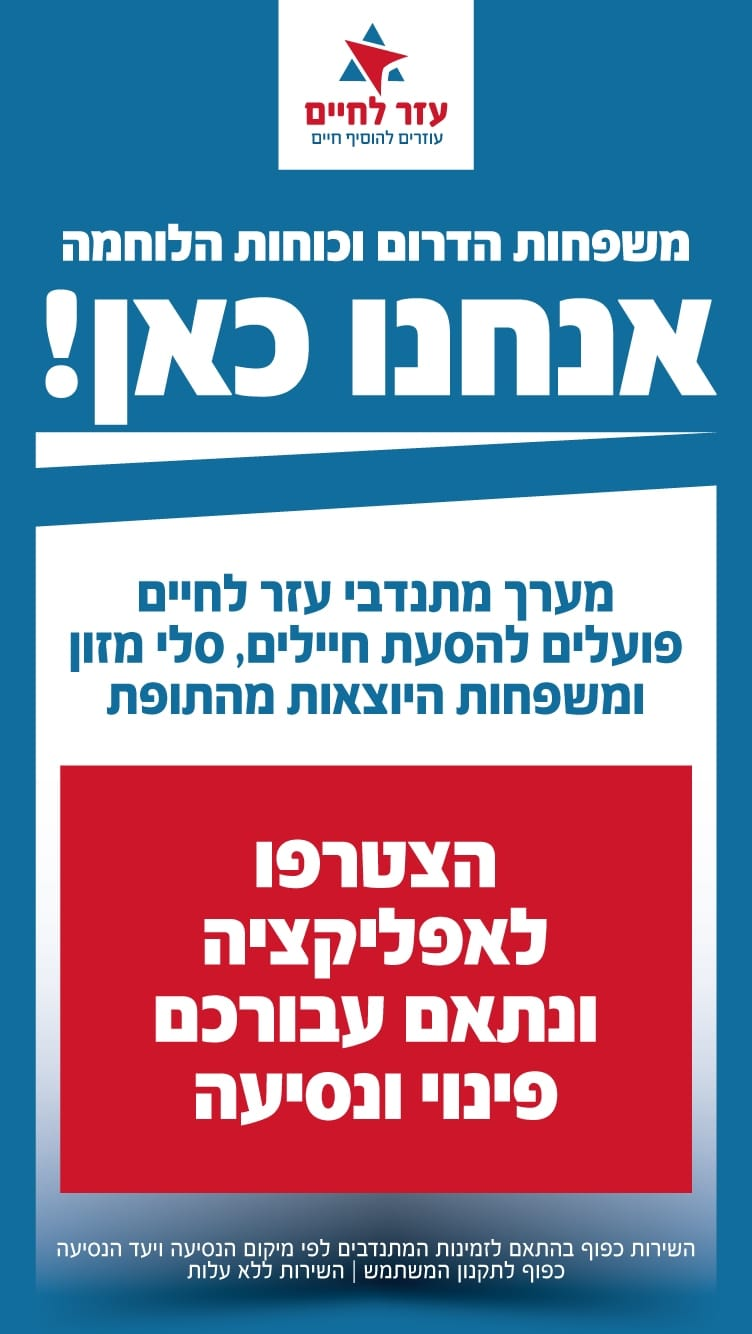 עזר לחיים
עוזרים להוסיף חיים
משפחות הדרום וכוחות הלוחמה
אנחנו כאן!
מערך מתנדבי עזר לחיים
פועלים להסעת חיילים, סלי מזון
ומשפחות היוצאות מהתופת
הצטרפו
לאפליקציה
ונתאם עבורכם
פינוי ונסיעה
השירות כפוף בהתאם לזמינות המתנדבים לפי מיקום הנסיעה ויעד הנסיעה
כפוף לתקנון המשתמש | השירות ללא עלות